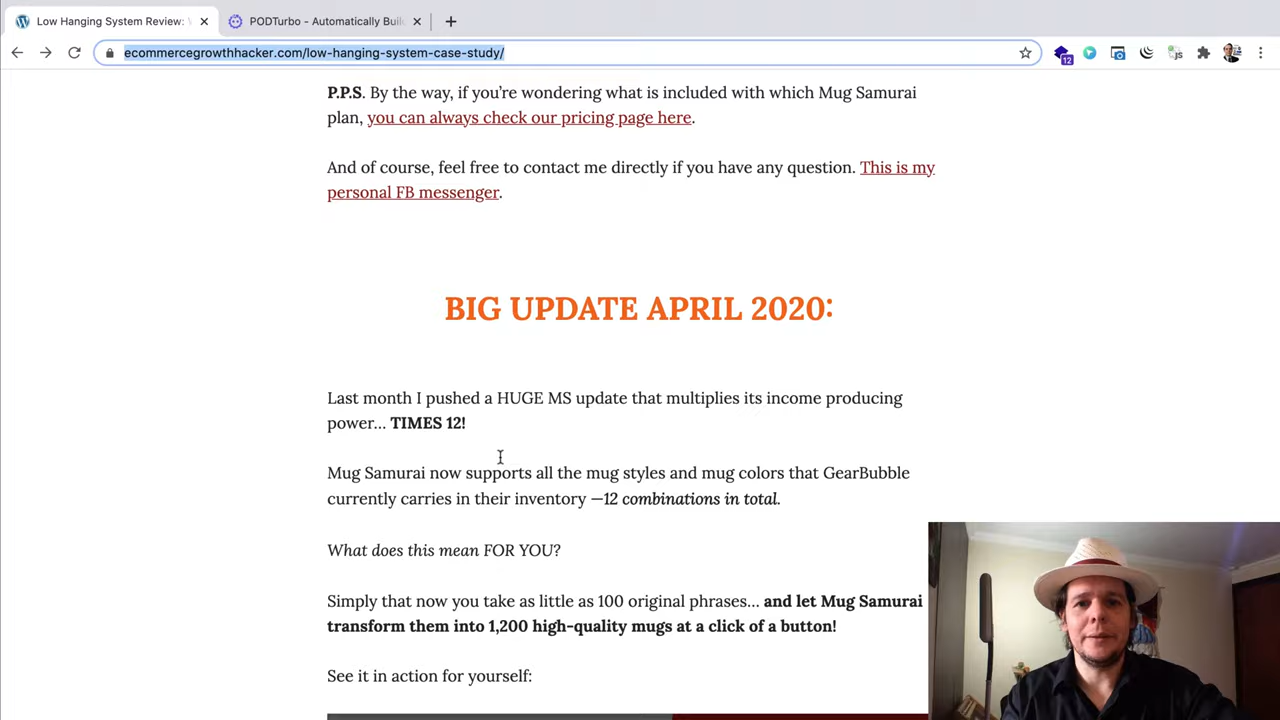 Low Hanging System Review:
PODTurbo - Automatically Buil
ecommercegrowthhacker.com/low-hanging-system-case-study/
12
P.P.S. By the way, if you’re wondering what is included with which Mug Samurai
plan, you can always check our pricing page here.
And of course, feel free to contact me directly if you have any question. This is my
personal FB messenger.
BIG UPDATE APRIL 2020:
Last month I pushed a HUGE MS update that multiplies its income producing
power… TIMES 12!
Mug Samurai now supports all the mug styles and mug colors that GearBubble
currently carries in their inventory —12 combinations in total.
What does this mean FOR YOU?
Simply that now you take as little as 100 original phrases… and let Mug Samurai
transform them into 1,200 high-quality mugs at a click of a button!
See it in action for yourself: